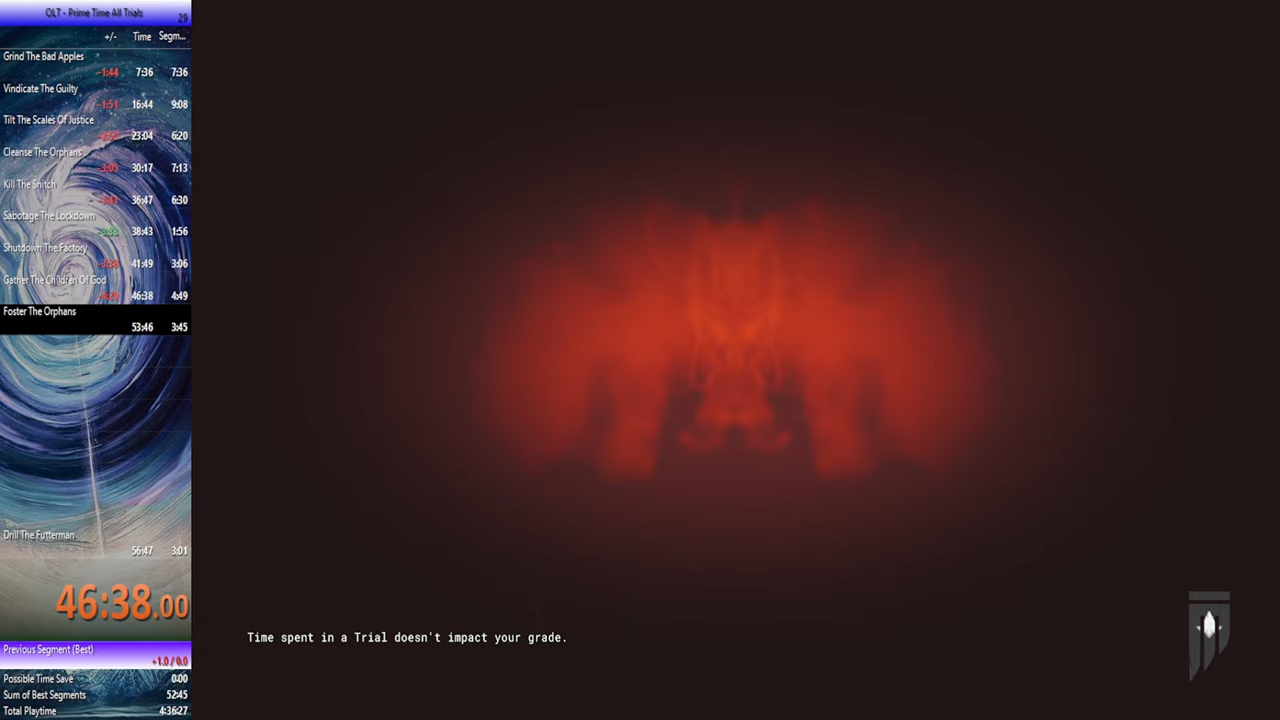 OLT - Prime Time All Trials
29
+/- Time Segm...
Grind The Bad Apples
-1:44 7:36 7:36
Vindicate The Guilty
-1:51 16:44 9:08
Tilt The Scales Of Justice
23:04 6:20
Cleanse The Orphans
-3:05 30:17 7:13
Kill The Snitch
36:47 6:30
Sabotage The Lockdown
38:43 1:56
Shutdown The Factory
41:49 3:06
Gather The Children Of God
46:38 4:49
Foster The Orphans
53:46 3:45
Drill The Futterman
56:47 3:01
46:38.00
Previous Segment (Best)
+1.0 / 0.0
Possible Time Save 0:00
Sum of Best Segments 52:45
Total Playtime 4:36:27
Time spent in a Trial doesn't impact your grade.